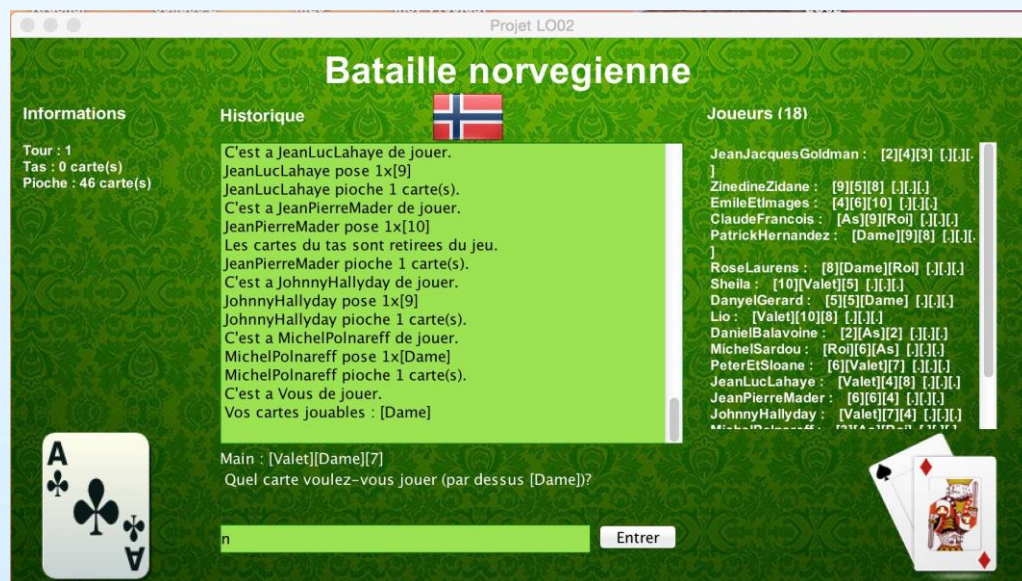 Projet LO02
Bataille norvegienne
Informations
Tour : 1
Tas : 0 carte(s)
Pioche : 46 carte(s)
Historique
C'est a JeanLucLahaye de jouer.
JeanLucLahaye pose 1x[9]
JeanLucLahaye pioche 1 carte(s).
C'est a JeanPierreMader de jouer.
JeanPierreMader pose 1x[10]
Les cartes du tas sont retirees du jeu.
JeanPierreMader pioche 1 carte(s).
C'est a JohnnyHallyday de jouer.
JohnnyHallyday pose 1x[9]
JohnnyHallyday pioche 1 carte(s).
C'est a MichelPolnareff de jouer.
MichelPolnareff pose 1x[Dame]
MichelPolnareff pioche 1 carte(s).
C'est a Vous de jouer.
Vos cartes jouables : [Dame]
Main : [Valet][Dame][7]
Quel carte voulez-vous jouer (par dessus [Dame])?
n
Entrer
Joueurs (18)
JeanJacquesGoldman : [2][4][3] [.][.][.
]
ZinedineZidane : [9][5][8] [.][.][.]
EmileEtImages : [4][6][10] [.][.][.]
ClaudeFrancois : [As][9][Roi] [.][.][.]
PatrickHernandez : [Dame][9][8] [.][.][.
]
RoseLaurens : [8][Dame][Roi] [.][.][.]
Sheila : [10][Valet][5] [.][.][.]
DanyelGerard : [5][5][Dame] [.][.][.]
Lio : [Valet][10][8] [.][.][.]
DanielBalavoine : [2][As][2] [.][.][.]
MichelSardou : [Roi][6][As] [.][.][.]
PeterEtSloane : [6][Valet][7] [.][.][.]
JeanLucLahaye : [Valet][4][8] [.][.][.]
JeanPierreMader : [6][6][4] [.][.][.]
JohnnyHallyday : [Valet][7][4] [.][.][.]
A
A